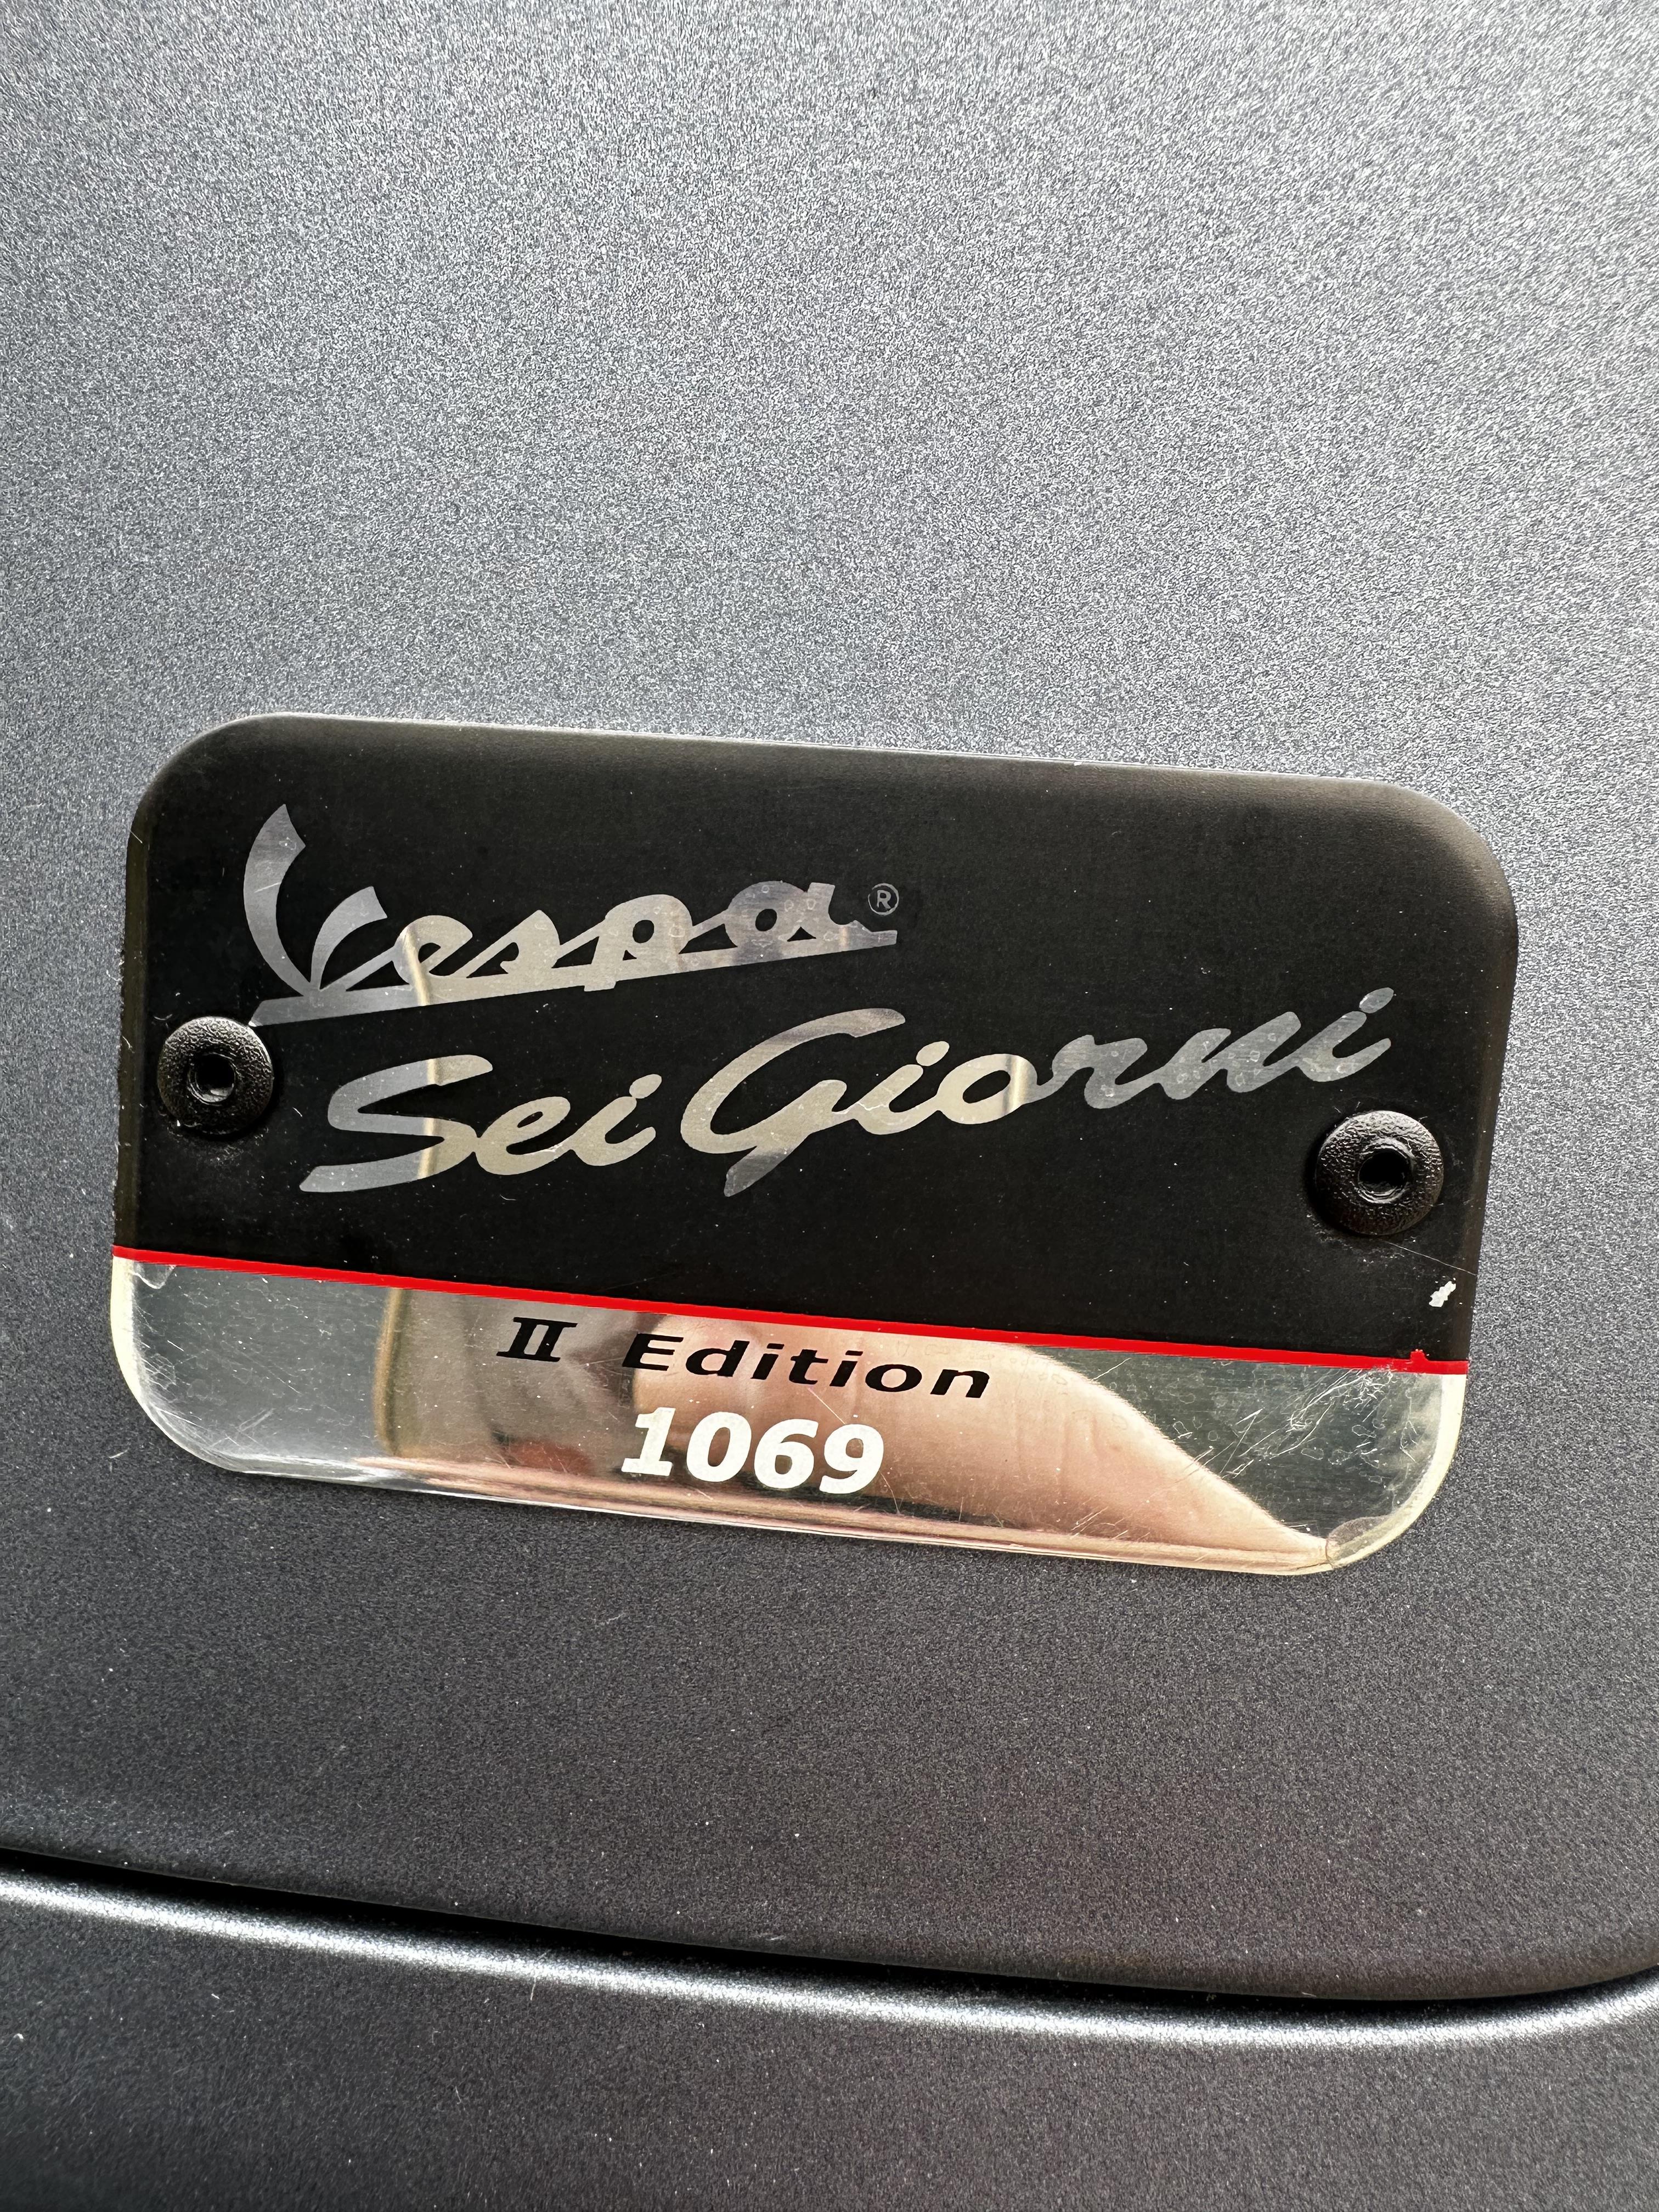 Vespa®
Sei Giorni
II Edition
1069